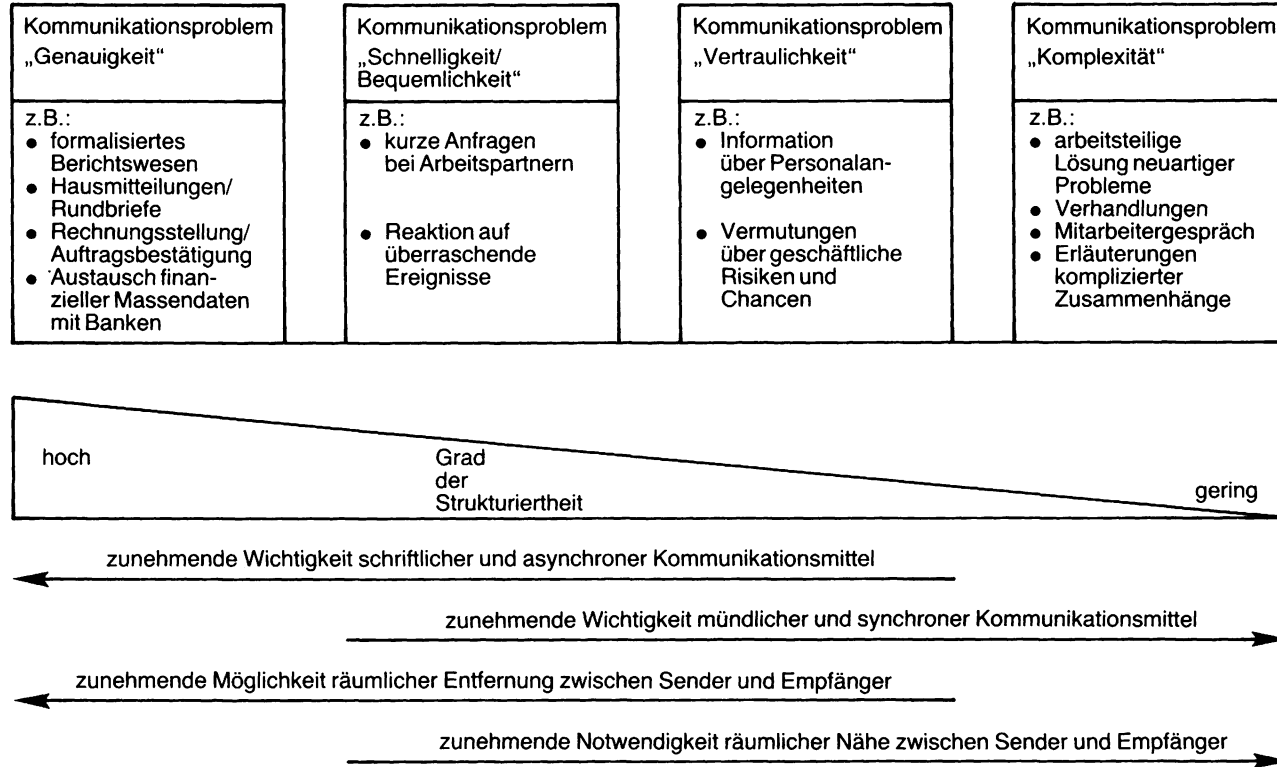 Kommunikationsproblem
„Genauigkeit“
z.B.:
● formalisiertes
Berichtswesen
● Hausmitteilungen/
Rundbriefe
● Rechnungsstellung/
Auftragsbestätigung
● Austausch finan-
zieller Massendaten
mit Banken
Kommunikationsproblem
„Schnelligkeit/
Bequemlichkeit“
z.B.:
● kurze Anfragen
bei Arbeitspartnern
● Reaktion auf
überraschende
Ereignisse
Kommunikationsproblem
„Vertraulichkeit“
z.B.:
● Information
über Personalan-
gelegenheiten
● Vermutungen
über geschäftliche
Risiken und
Chancen
Kommunikationsproblem
„Komplexität“
z.B.:
● arbeitsteilige
Lösung neuartiger
Probleme
● Verhandlungen
● Mitarbeitergespräch
● Erläuterungen
komplizierter
Zusammenhänge
hoch
Grad
der
Strukturiertheit
gering
zunehmende Wichtigkeit schriftlicher und asynchroner Kommunikationsmittel
zunehmende Wichtigkeit mündlicher und synchroner Kommunikationsmittel
zunehmende Möglichkeit räumlicher Entfernung zwischen Sender und Empfänger
zunehmende Notwendigkeit räumlicher Nähe zwischen Sender und Empfänger